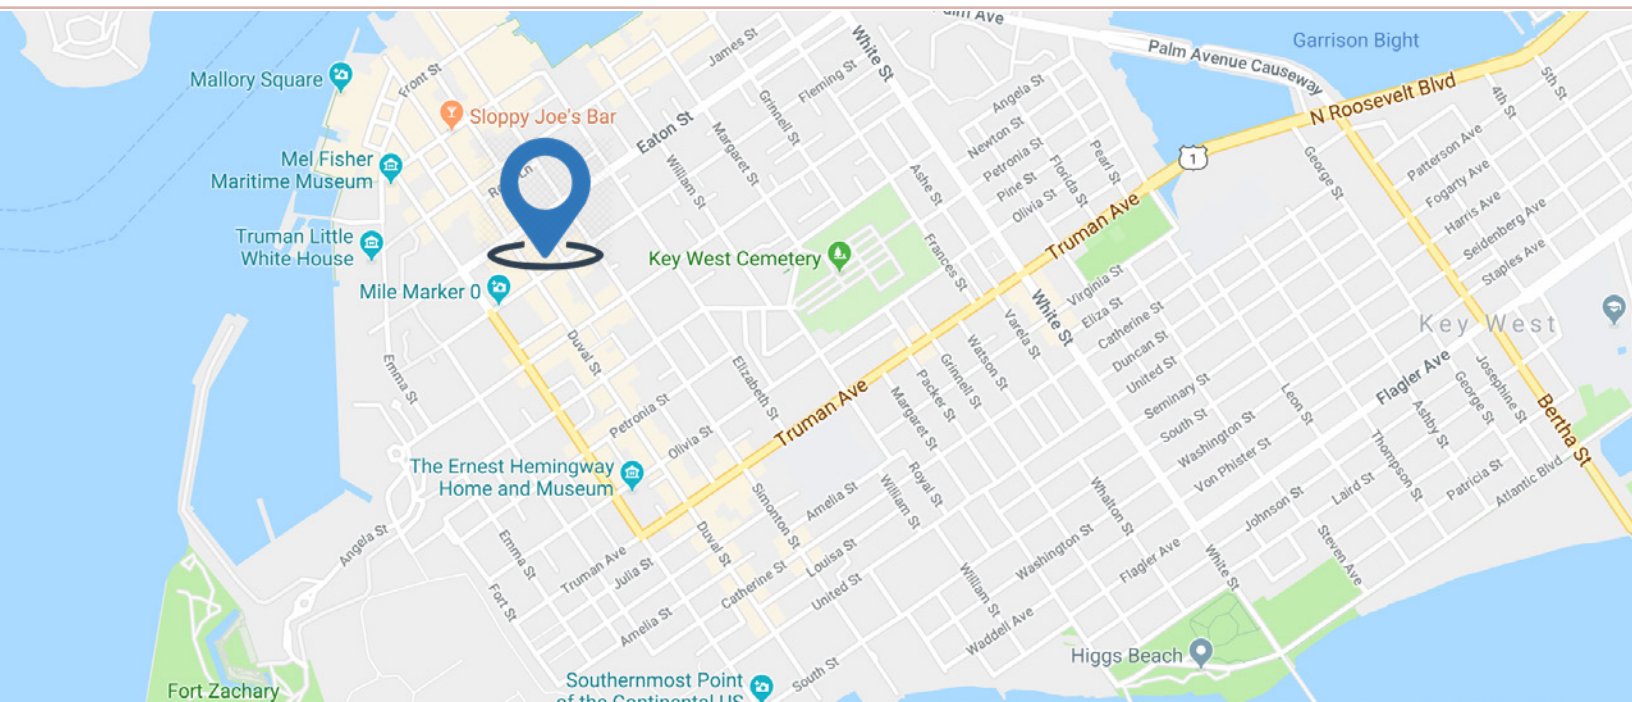 Palm Ave
White St
James St
Palm Avenue Causeway
Garrison Bight
Mallory Square
Front St
Fleming St
Angela St
N Roosevelt Blvd
4th St
5th St
Sloppy Joe's Bar
Eaton St
Grinnell St
Margaret St
Newton St
Petronia St
Pearl St
1
Patterson Ave
George St
Mel Fisher
Maritime Museum
William St
Ashe St
Pine St
Florida St
Olivia St
Fogarty Ave
Harris Ave
Seidenberg Ave
Staples Ave
Truman Little
White House
Key West Cemetery
Frances St
Truman Ave
Mile Marker 0
Virginia St
Eliza St
White St
Varela St
Catherine St
Key West
Duval St
Emma St
Elizabeth St
Watson St
Duncan St
United St
Grinnell St
Packer St
Margaret St
Truman Ave
Seminary St
South St
Washington St
Von Phister St
Leon St
Flagler Ave
Josephine St
George St
Ashby St
Bertha St
Petronia St
Olivia St
The Ernest Hemingway
Home and Museum
Simonton St
Amelia St
Royal St
William St
Whalton St
Thompson St
Laird St
Patricia St
Atlantic Blvd
Johnson St
Steven Ave
Angela St
Emma St
Truman Ave
Julia St
Duval St
Louisa St
Catherine St
United St
Washington St
Flagler Ave
White St
Fort St
Amelia St
William St
Waddell Ave
Higgs Beach
South St
Southernmost Point
of the Continental US
Fort Zachary